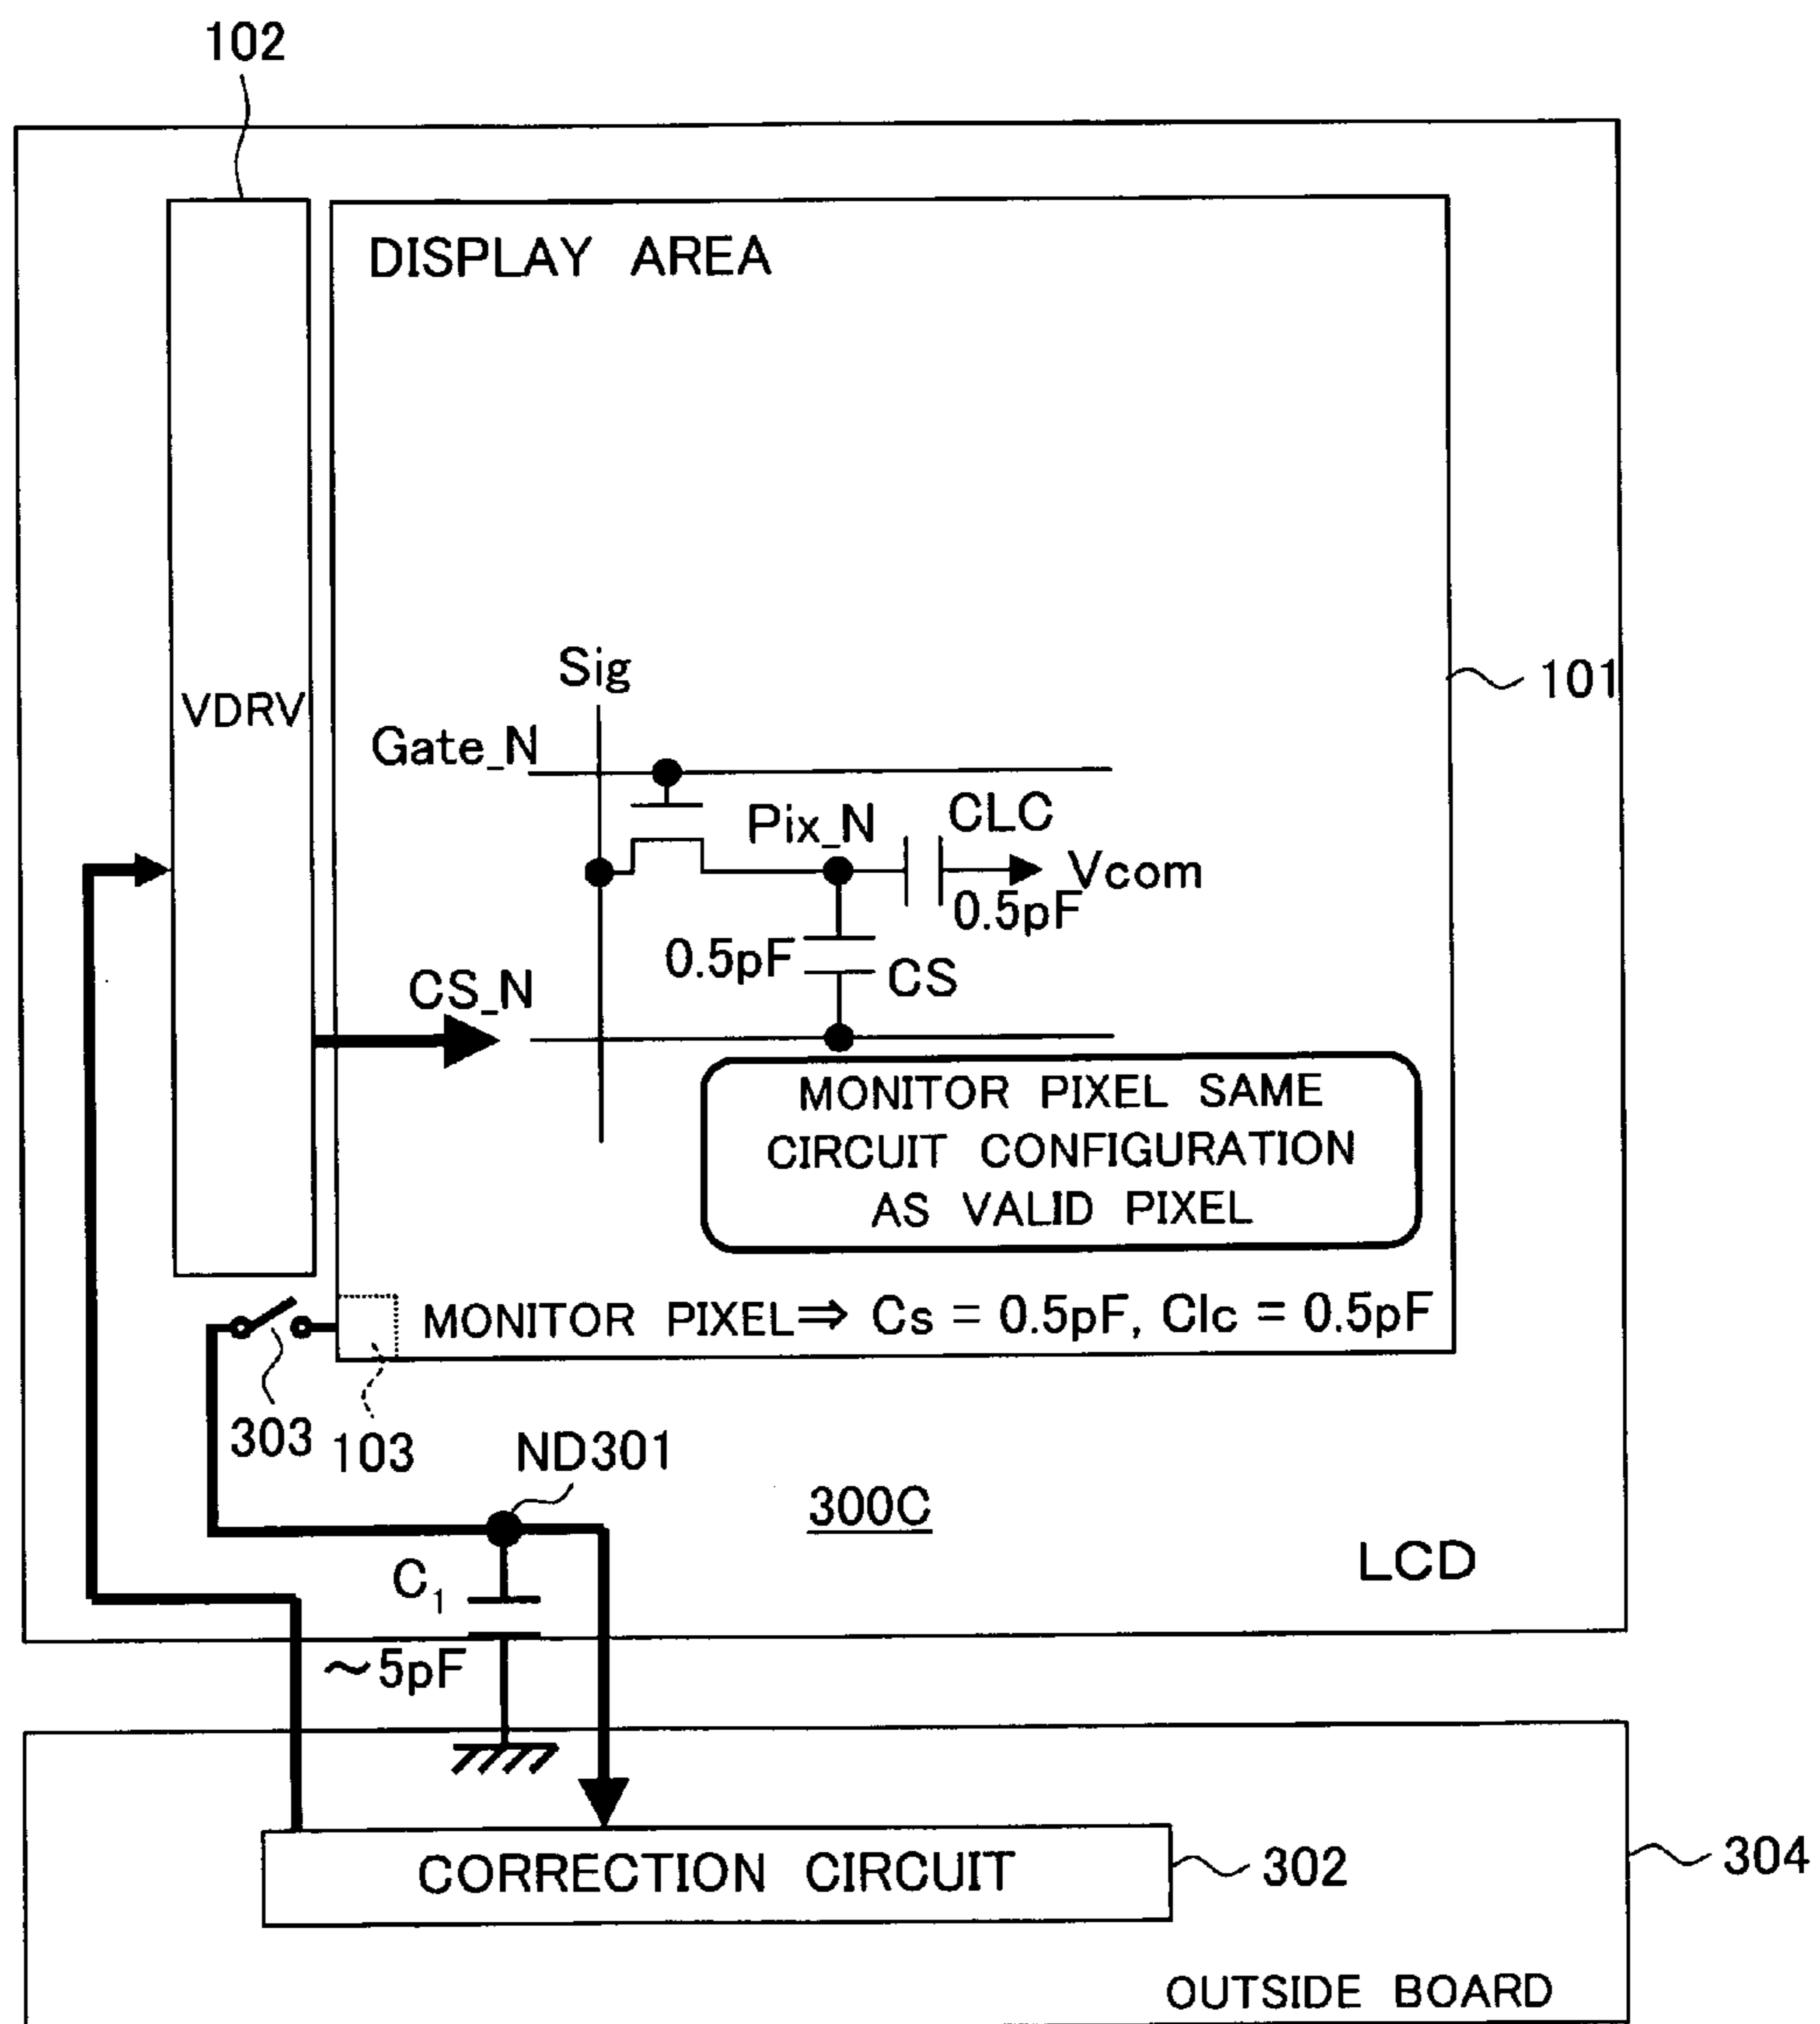 102
DISPLAY AREA
VDRV
Sig
101
Gate_N
Pix_N
CLC
Vcom
0.5pF
0.5pF
CS
CS_N
MONITOR PIXEL SAME
CIRCUIT CONFIGURATION
AS VALID PIXEL
MONITOR PIXEL⇒ Cs = 0.5pF, Clc = 0.5pF
303
103
ND301
300C
LCD
C₁
~5pF
CORRECTION CIRCUIT
302
304
OUTSIDE BOARD